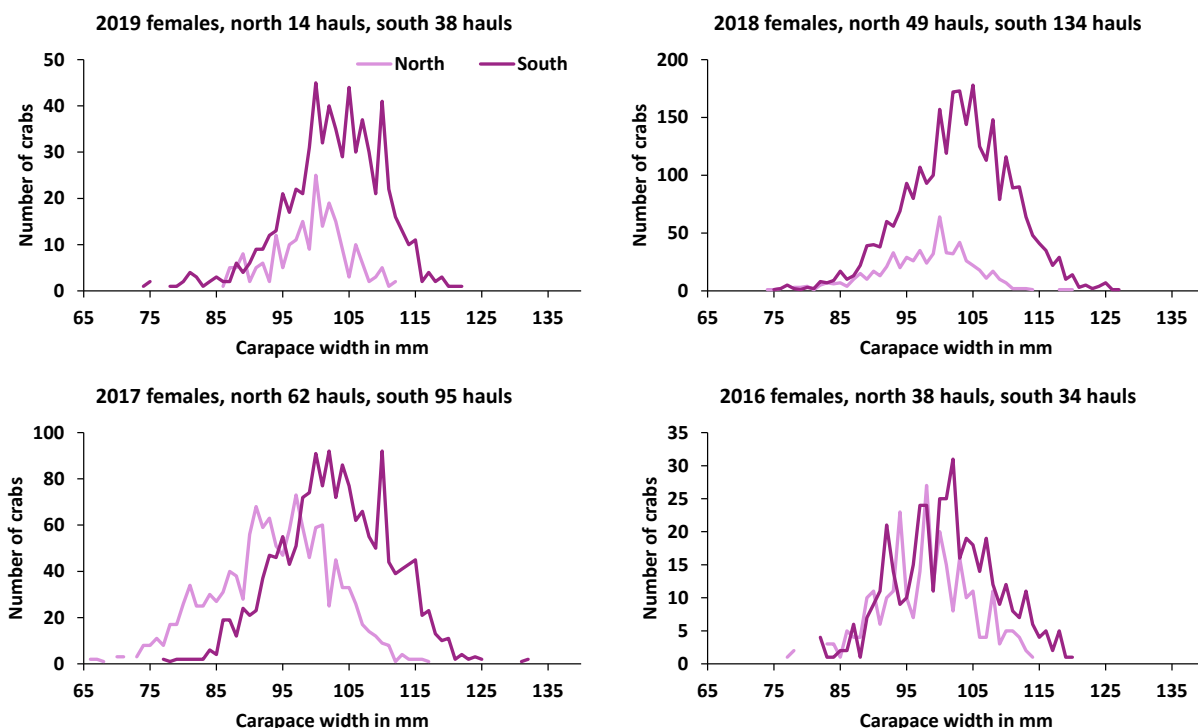 2019 females, north 14 hauls, south 38 hauls
50
40
30
20
10
0
Number of crabs
North South
65 75 85 95 105 115 125 135
Carapace width in mm
2018 females, north 49 hauls, south 134 hauls
200
150
100
50
0
Number of crabs
65 75 85 95 105 115 125 135
Carapace width in mm
2017 females, north 62 hauls, south 95 hauls
100
80
60
40
20
0
Number of crabs
65 75 85 95 105 115 125 135
Carapace width in mm
2016 females, north 38 hauls, south 34 hauls
35
30
25
20
15
10
5
0
Number of crabs
65 75 85 95 105 115 125 135
Carapace width in mm